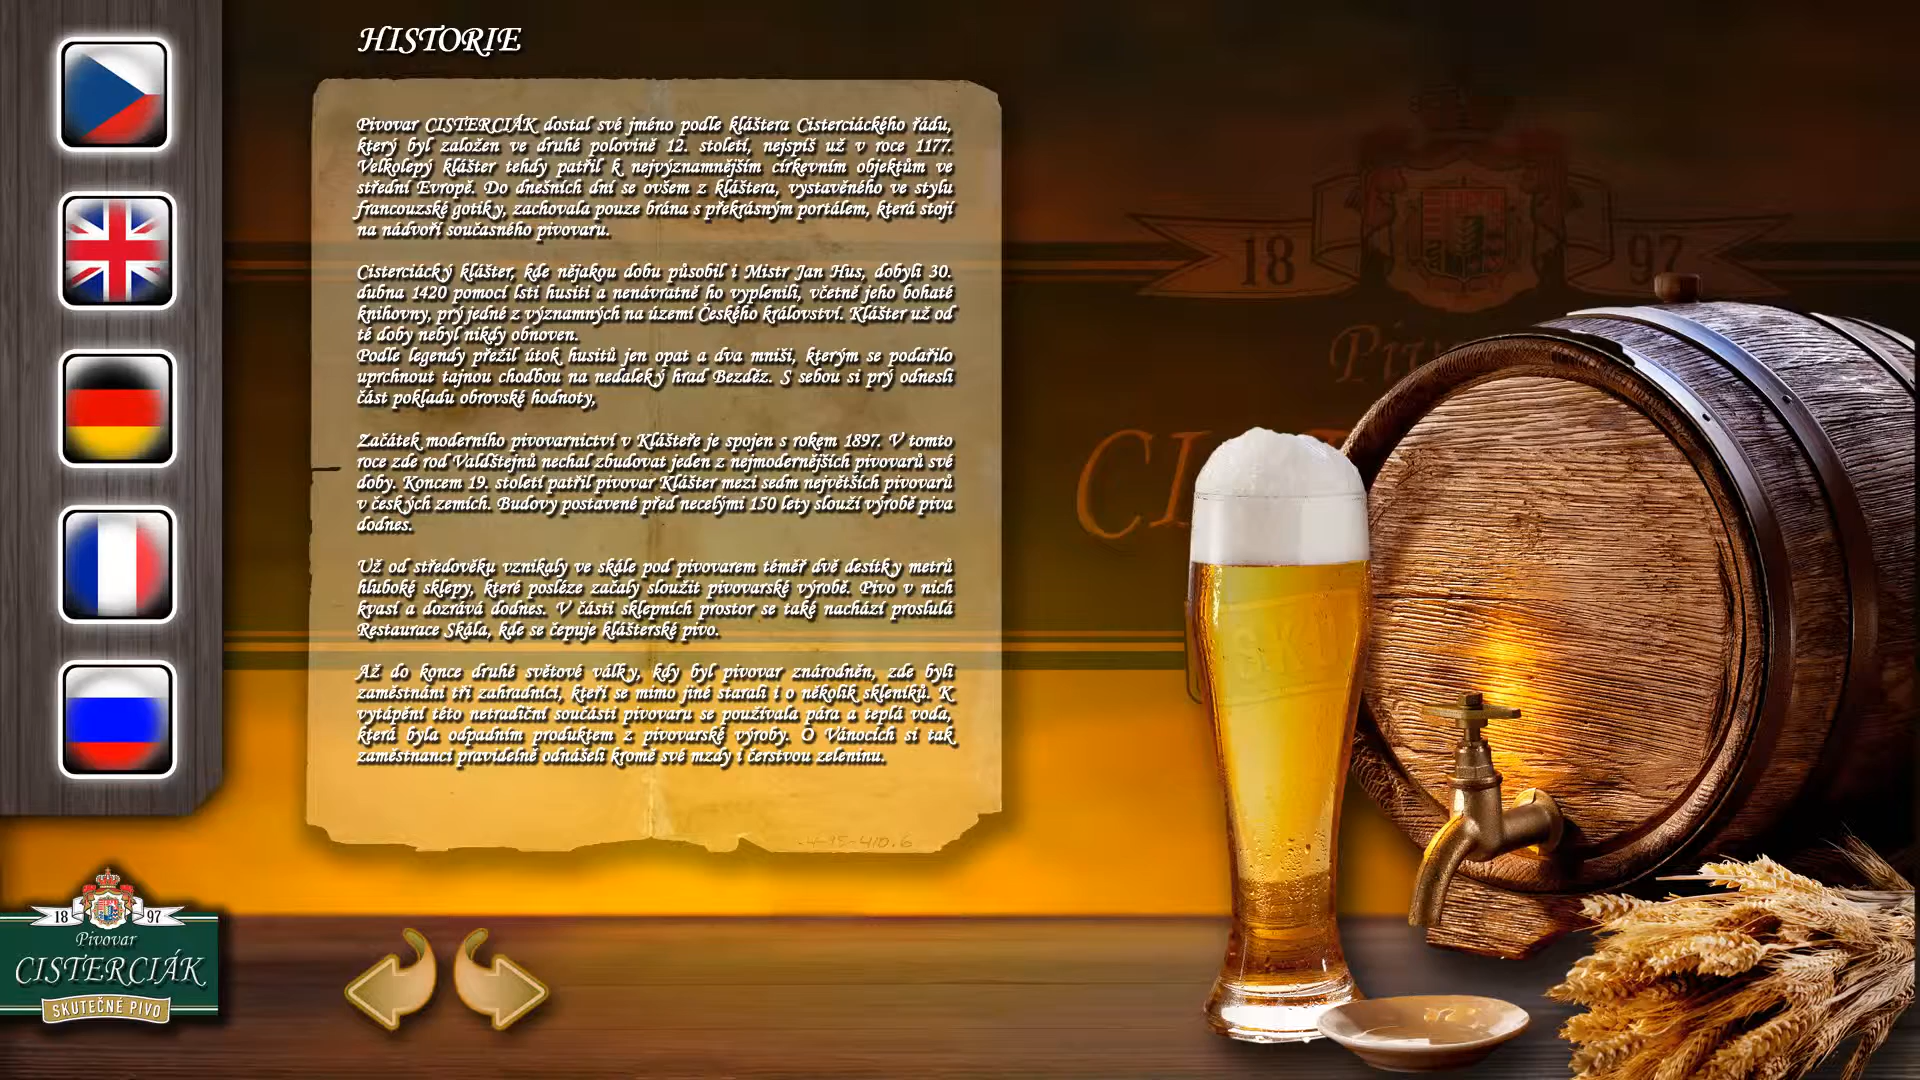 HISTORIE
Pivovar CISTERCIÁK dostal své jméno podle kláštera Cisterciáckého řádu,
který byl založen ve druhé polovině 12. století, nejspíš už v roce 1177.
Velkolepý klášter tehdy patřil k nejvýznamnějším církevním objektům ve
střední Evropě. Do dnešních dní se ovšem z kláštera, vystavěného ve stylu
francouzské gotiky, zachovala pouze brána s překrásným portálem, která stojí
na nádvoří současného pivovaru.
Cisterciácký klášter, kde nějakou dobu působil i Mistr Jan Hus, dobyli 30.
dubna 1420 pomocí lsti husiti a nenávratně ho vyplenili, včetně jeho bohaté
knihovny, prý jedné z významných na území Českého království. Klášter už od
té doby nebyl nikdy obnoven.
Podle legendy přežil útok husitů jen opat a dva mniši, kterým se podařilo
uprchnout tajnou chodbou na nedaleký hrad Bezděz. S sebou si prý odnesli
část pokladu obrovské hodnoty,
Začátek moderního pivovarnictví v Klášteře je spojen s rokem 1897. V tomto
roce zde rod Valdštejnů nechal zbudovat jeden z nejmodernějších pivovarů své
doby. Koncem 19. století patřil pivovar Klášter mezi sedm největších pivovarů
v českých zemích. Budovy postavené před necelými 150 lety slouží výrobě piva
dodnes.
Už od středověku vznikaly ve skále pod pivovarem téměř dvě desítky metrů
hluboké sklepy, které posléze začaly sloužit pivovarské výrobě. Pivo v nich
kvasí a dozrává dodnes. V části sklepních prostor se také nachází proslulá
Restaurace Skála, kde se čepuje klášterské pivo.
Až do konce druhé světové války, kdy byl pivovar znárodněn, zde byli
zaměstnáni tři zahradníci, kteří se mimo jiné starali i o několik skleníků. K
vytápění této netradiční součásti pivovaru se používala pára a teplá voda,
která byla odpadním produktem z pivovarské výroby. O Vánocích si tak
zaměstnanci pravidelně odnášeli kromě své mzdy i čerstvou zeleninu.
18 97
Pivovar
CISTERCIÁK
SKUTEČNÉ PIVO
18 97